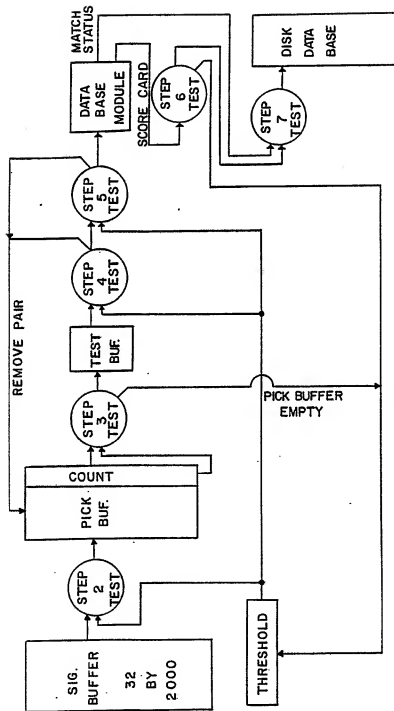 SIG.
BUFFER
32
BY
2000
STEP
2
TEST
PICK
BUF.
COUNT
REMOVE PAIR
STEP
3
TEST
TEST
BUF.
STEP
4
TEST
STEP
5
TEST
DATA
BASE
MODULE
MATCH
STATUS
SCORE CARD
STEP
6
TEST
STEP
7
TEST
DISK
DATA
BASE
THRESHOLD
PICK BUFFER
EMPTY